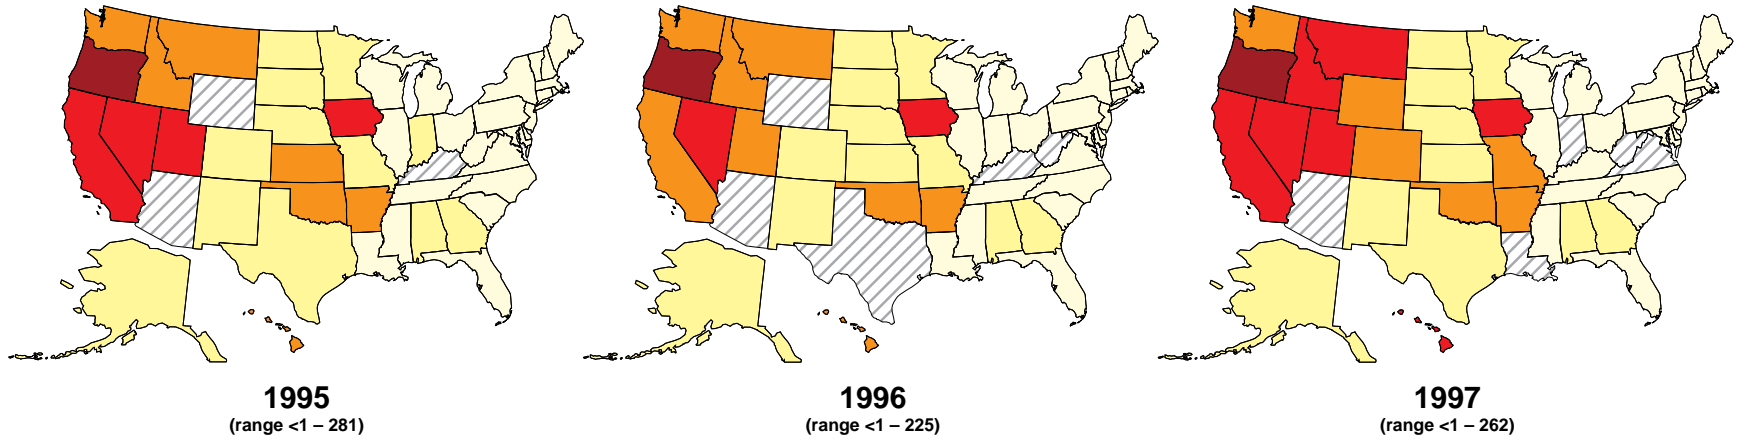 1995
(range <1 – 281)
1996
(range <1 – 225)
1997
(range <1 – 262)